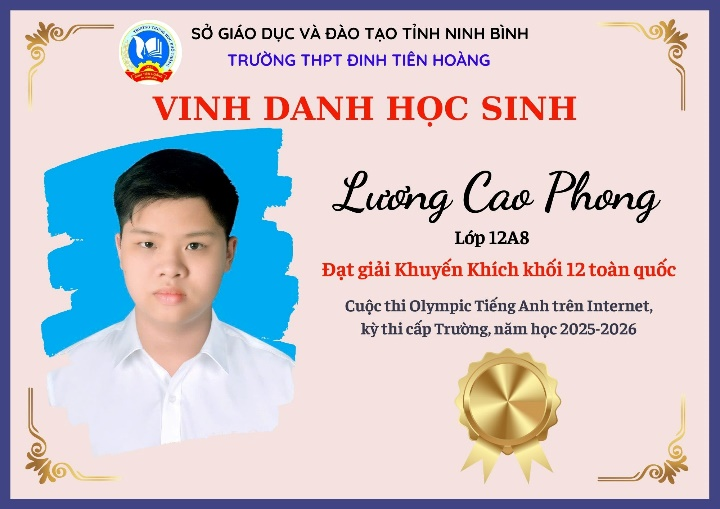 SỞ GIÁO DỤC VÀ ĐÀO TẠO TỈNH NINH BÌNH
TRƯỜNG THPT ĐINH TIÊN HOÀNG
VINH DANH HỌC SINH
Lương Cao Phong
Lớp 12A8
Đạt giải Khuyến Khích khối 12 toàn quốc
Cuộc thi Olympic Tiếng Anh trên Internet,
kỳ thi cấp Trường, năm học 2025-2026